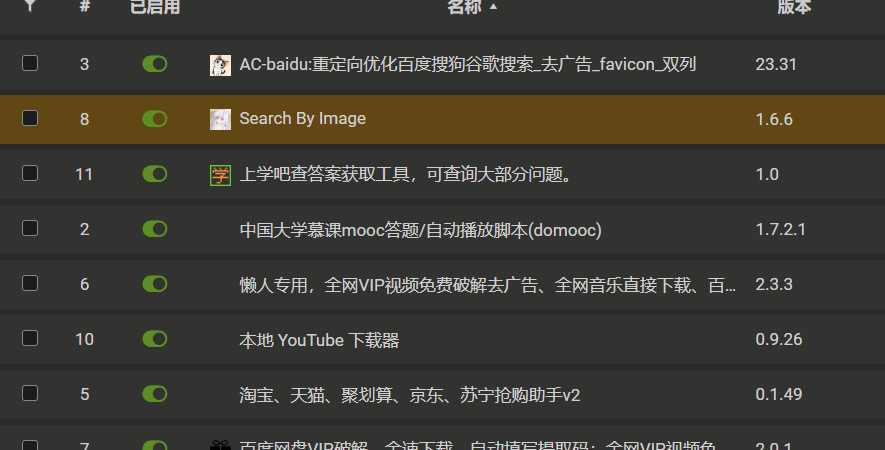 # 已启用 名称 版本
3 AC-baidu:重定向优化百度搜狗谷歌搜索_去广告_favicon_双列 23.31
8 Search By Image 1.6.6
11 学 上学吧查答案获取工具，可查询大部分问题。 1.0
2 中国大学慕课mooc答题/自动播放脚本(domooc) 1.7.2.1
6 懒人专用，全网VIP视频免费破解去广告、全网音乐直接下载、百... 2.3.3
10 本地 YouTube 下载器 0.9.26
5 淘宝、天猫、聚划算、京东、苏宁抢购助手v2 0.1.49
7 百度网盘VIP破解，全速下载，自动填写提取码；全网VIP视频免 2.0.1